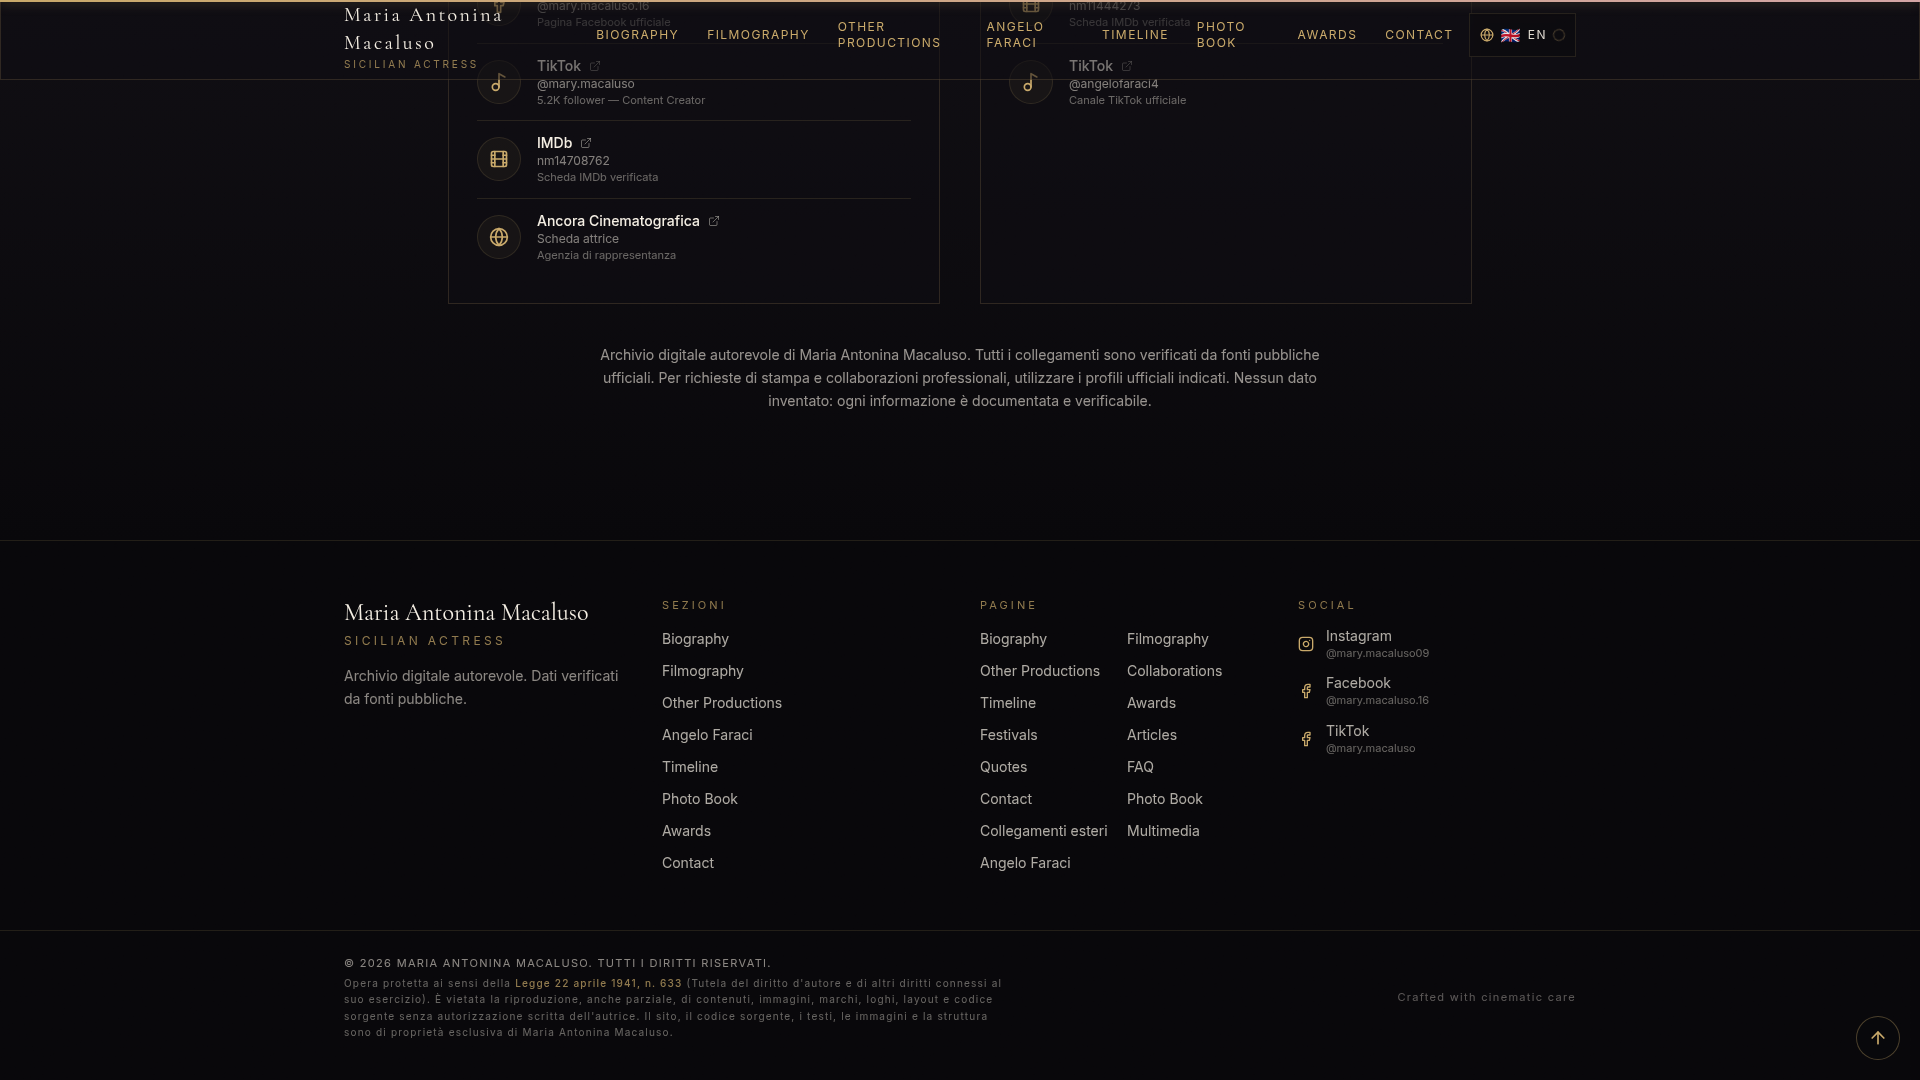 Maria Antonina
Macaluso
SICILIAN ACTRESS
BIOGRAPHY
FILMOGRAPHY
OTHER
PRODUCTIONS
ANGELO
FARACI
TIMELINE
PHOTO
BOOK
AWARDS
CONTACT
EN
@mary.macaluso.16
Pagina Facebook ufficiale
TikTok
@mary.macaluso
5.2K follower — Content Creator
IMDb
nm14708762
Scheda IMDb verificata
Ancora Cinematografica
Scheda attrice
Agenzia di rappresentanza
nm11444273
Scheda IMDb verificata
TikTok
@angelofaraci4
Canale TikTok ufficiale
Archivio digitale autorevole di Maria Antonina Macaluso. Tutti i collegamenti sono verificati da fonti pubbliche
ufficiali. Per richieste di stampa e collaborazioni professionali, utilizzare i profili ufficiali indicati. Nessun dato
inventato: ogni informazione è documentata e verificabile.
Maria Antonina Macaluso
SICILIAN ACTRESS
Archivio digitale autorevole. Dati verificati
da fonti pubbliche.
SEZIONI
Biography
Filmography
Other Productions
Angelo Faraci
Timeline
Photo Book
Awards
Contact
PAGINE
Biography
Filmography
Other Productions
Collaborations
Timeline
Awards
Festivals
Articles
Quotes
FAQ
Contact
Photo Book
Collegamenti esteri
Multimedia
Angelo Faraci
SOCIAL
Instagram
@mary.macaluso09
Facebook
@mary.macaluso.16
TikTok
@mary.macaluso
© 2026 MARIA ANTONINA MACALUSO. TUTTI I DIRITTI RISERVATI.
Opera protetta ai sensi della Legge 22 aprile 1941, n. 633 (Tutela del diritto d'autore e di altri diritti connessi al
suo esercizio). È vietata la riproduzione, anche parziale, di contenuti, immagini, marchi, loghi, layout e codice
sorgente senza autorizzazione scritta dell'autrice. Il sito, il codice sorgente, i testi, le immagini e la struttura
sono di proprietà esclusiva di Maria Antonina Macaluso.
Crafted with cinematic care